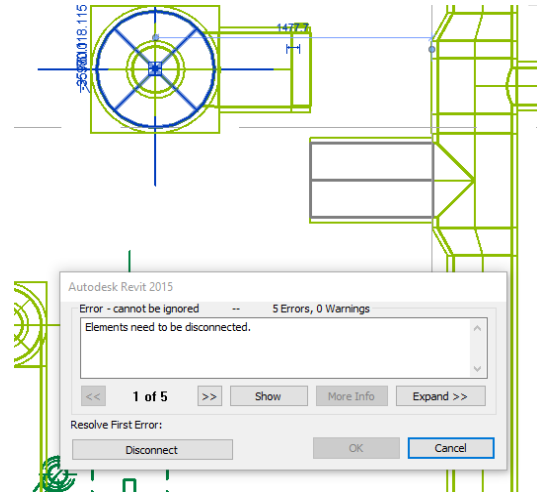 1477.7
Autodesk Revit 2015
Error - cannot be ignored -- 5 Errors, 0 Warnings
Elements need to be disconnected.
<< 1 of 5 >> Show More Info Expand >>
Resolve First Error:
Disconnect OK Cancel